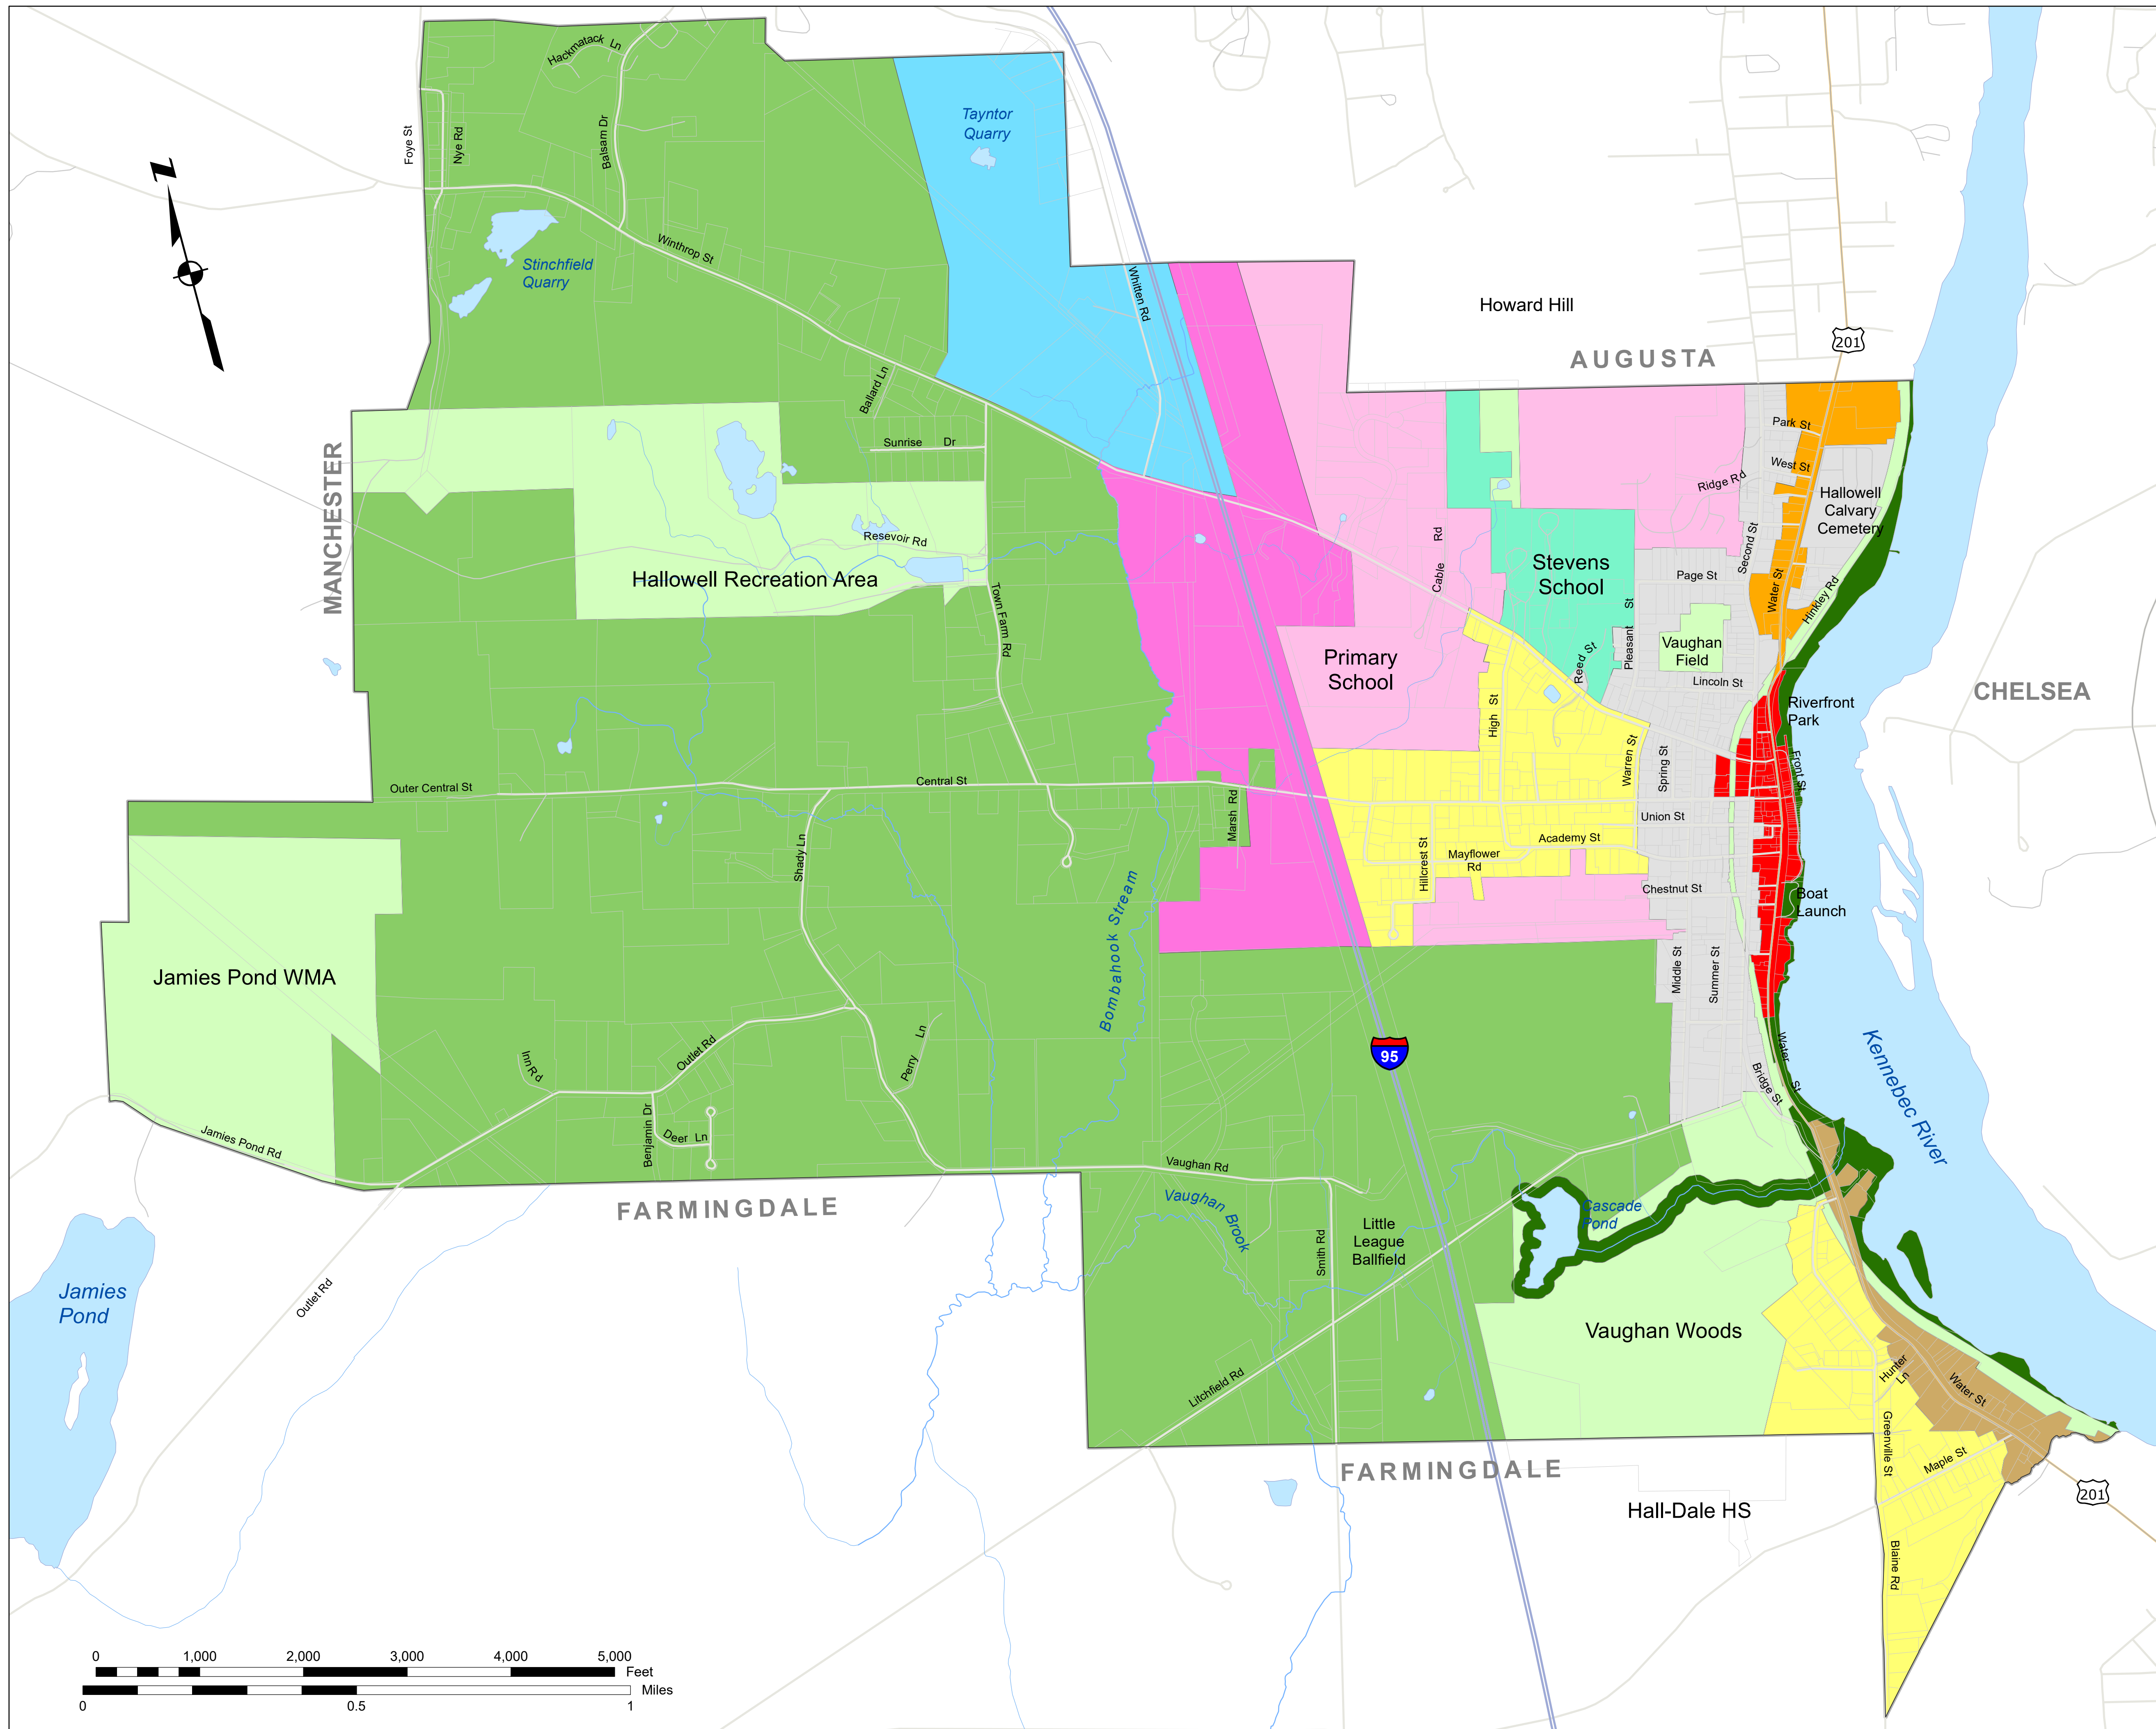 Hackmatack Ln
Foye St
Nye Rd
Balsam Dr
Tayntor
Quarry
N
Winthrop St
Stinchfield
Quarry
Whitten Rd
Howard Hill
AUGUSTA
201
Ballard Ln
Sunrise Dr
MANCHESTER
Park St
West St
Ridge Rd
Hallowell
Calvary
Cemetery
Second St
Resevoir Rd
Hallowell Recreation Area
Cable Rd
Stevens
School
Page St
Water St
Hinkley Rd
Town Farm Rd
Pleasant St
Vaughan
Field
Reed St
Lincoln St
Primary
School
High St
CHELSEA
Riverfront
Park
Front St
Warren St
Spring St
Outer Central St
Central St
Marsh Rd
Union St
Shady Ln
Academy St
Mayflower
Rd
Hillcrest St
Chestnut St
Boat
Launch
Bombahook Stream
Jamies Pond WMA
Middle St
Summer St
95
Inn Rd
Outlet Rd
Perry Ln
Water St
Bridge St
Kennebec River
Jamies Pond Rd
Benjamin Dr
Deer Ln
Vaughan Rd
FARMINGDALE
Vaughan Brook
Smith Rd
Little
League
Ballfield
Cascade
Pond
Jamies
Pond
Outlet Rd
Vaughan Woods
Litchfield Rd
Hunter
Ln
Water St
Greenville St
Maple St
FARMINGDALE
Hall-Dale HS
201
Blaine Rd
0 1,000 2,000 3,000 4,000 5,000
Feet
Miles
0 0.5 1